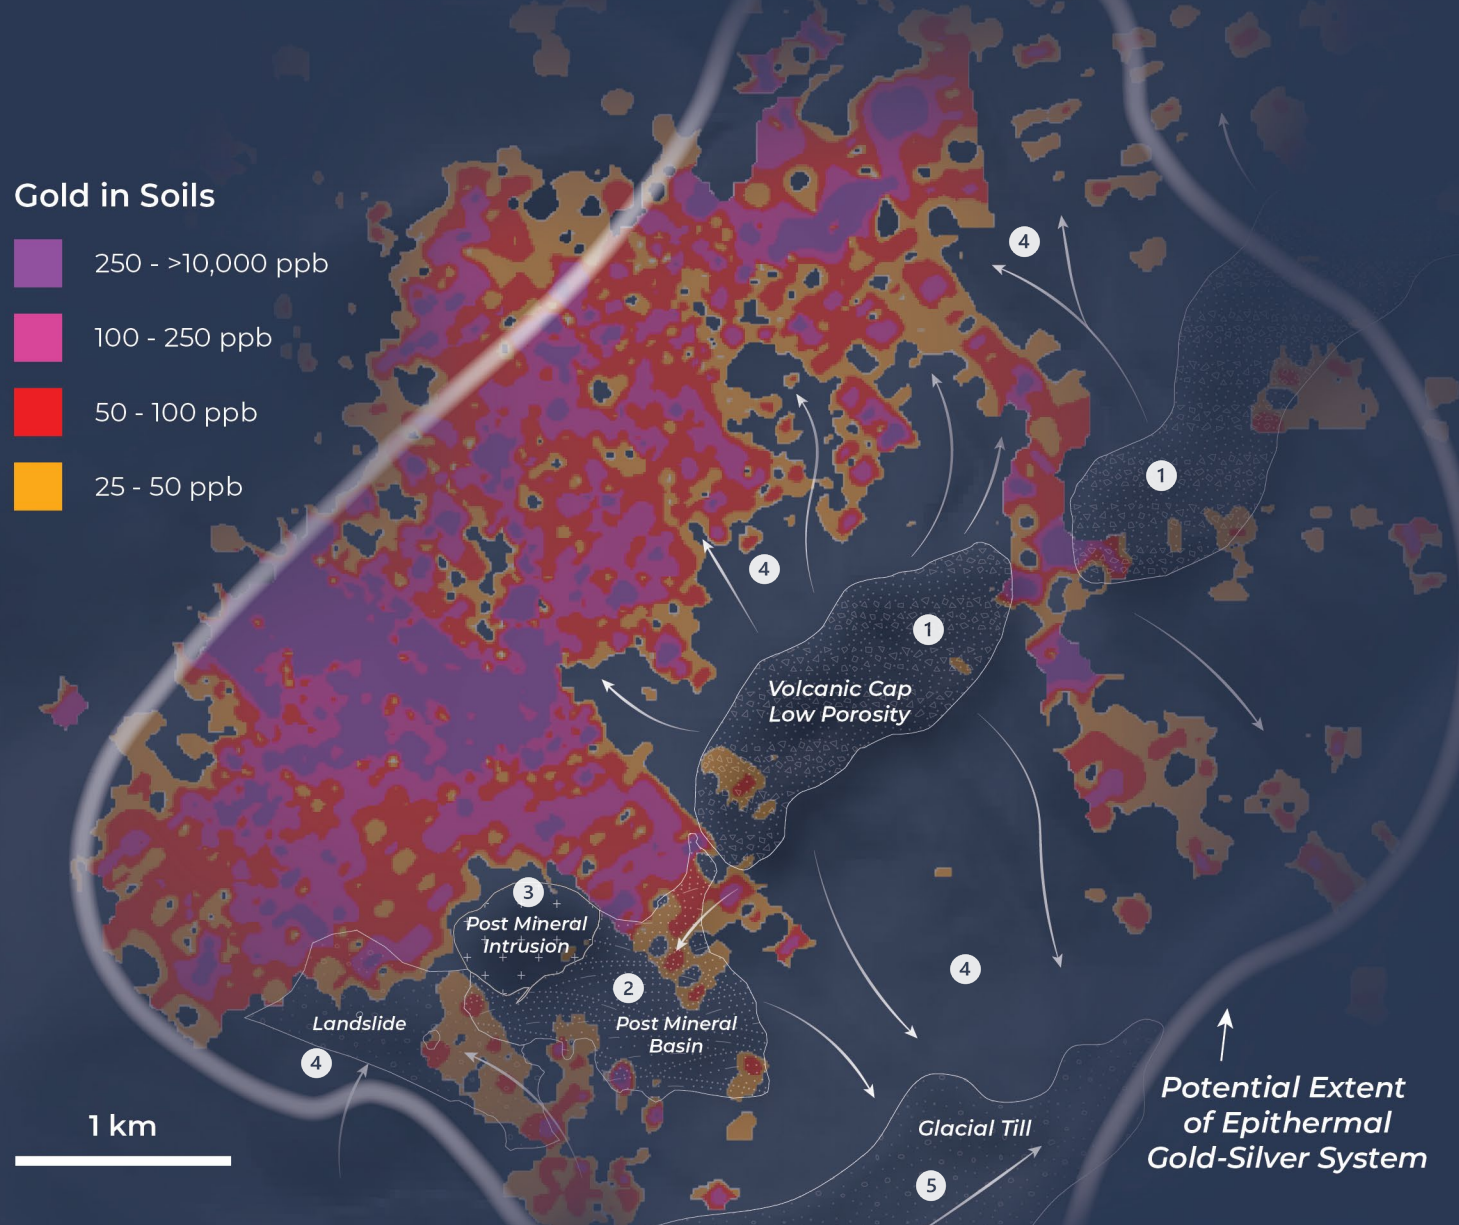 Gold in Soils
250 - >10,000 ppb
100 - 250 ppb
50 - 100 ppb
25 - 50 ppb
4
1
4
1
Volcanic Cap
Low Porosity
3
Post Mineral
Intrusion
2
4
Landslide
Post Mineral
Basin
4
1 km
Glacial Till
5
Potential Extent
of Epithermal
Gold-Silver System